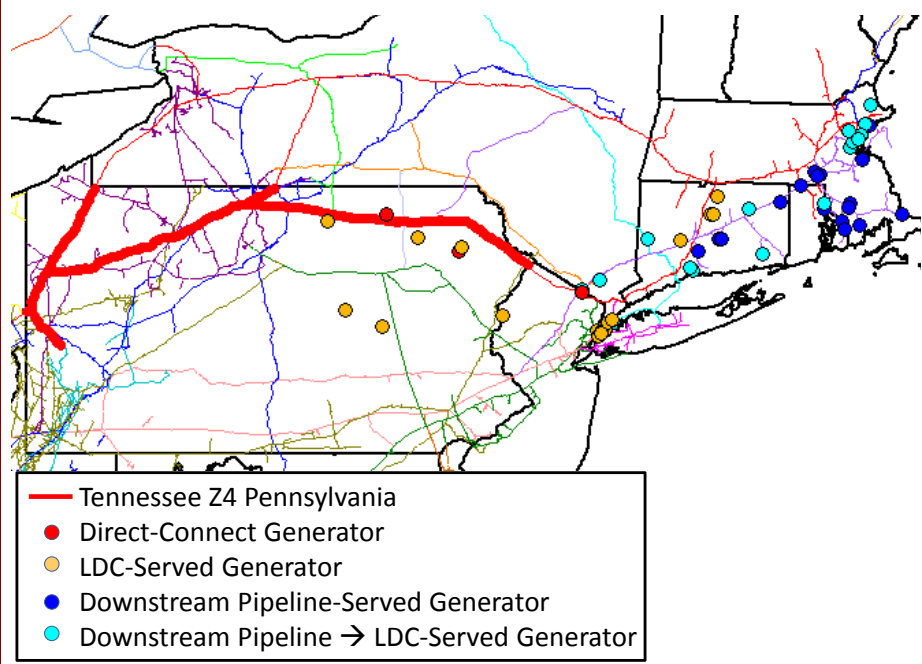 Tennessee Z4 Pennsylvania
Direct-Connect Generator
LDC-Served Generator
Downstream Pipeline-Served Generator
Downstream Pipeline → LDC-Served Generator